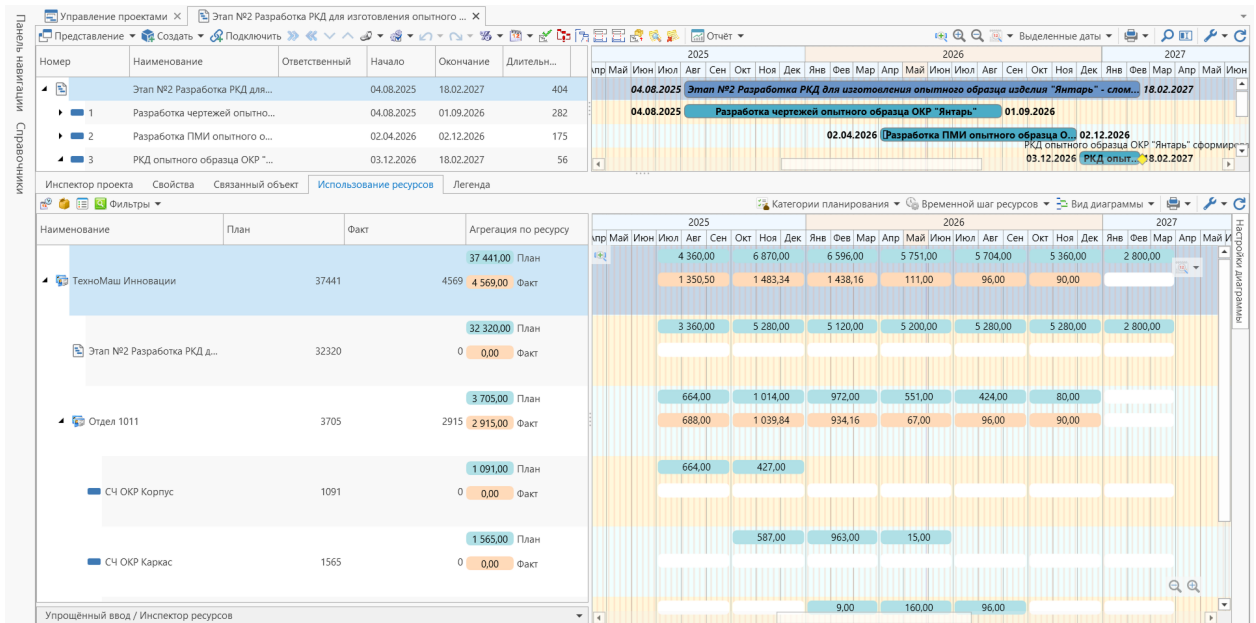 Управление проектами × Этап №2 Разработка РКД для изготовления опытного ... ×
Панель навигации
Справочники
Представление Создать Подключить Отчёт Выделенные даты
Номер Наименование Ответственный Начало Окончание Длительн...
2025 2026 2027
Апр Май Июн Июл Авг Сен Окт Ноя Дек Янв Фев Мар Апр Май Июн Июл Авг Сен Окт Ноя Дек Янв Фев Мар Апр Май Июн
Этап №2 Разработка РКД для... 04.08.2025 18.02.2027 404
04.08.2025 Этап №2 Разработка РКД для изготовления опытного образца изделия "Янтарь" - слом... 18.02.2027
1 Разработка чертежей опытно... 04.08.2025 01.09.2026 282
04.08.2025 Разработка чертежей опытного образца ОКР "Янтарь" 01.09.2026
2 Разработка ПМИ опытного о... 02.04.2026 02.12.2026 175
02.04.2026 Разработка ПМИ опытного образца О... 02.12.2026
РКД опытного образца ОКР "Янтарь" сформиров
3 РКД опытного образца ОКР "... 03.12.2026 18.02.2027 56
03.12.2026 РКД опыт... 18.02.2027
Инспектор проекта Свойства Связанный объект Использование ресурсов Легенда
Фильтры Категории планирования Временной шаг ресурсов Вид диаграммы
Настройки диаграммы
Наименование План Факт Агрегация по ресурсу
2025 2026 2027
Апр Май Июн Июл Авг Сен Окт Ноя Дек Янв Фев Мар Апр Май Июн Июл Авг Сен Окт Ноя Дек Янв Фев Мар Апр Май И
37 441,00 План 4 360,00 6 870,00 6 596,00 5 751,00 5 704,00 5 360,00 2 800,00
ТехноМаш Инновации 37441 4569 4 569,00 Факт 1 350,50 1 483,34 1 438,16 111,00 96,00 90,00
32 320,00 План 3 360,00 5 280,00 5 120,00 5 200,00 5 280,00 5 280,00 2 800,00
Этап №2 Разработка РКД д... 32320 0 0,00 Факт
3 705,00 План 664,00 1 014,00 972,00 551,00 424,00 80,00
Отдел 1011 3705 2915 2 915,00 Факт 688,00 1 039,84 934,16 67,00 96,00 90,00
1 091,00 План 664,00 427,00
СЧ ОКР Корпус 1091 0 0,00 Факт
1 565,00 План 587,00 963,00 15,00
СЧ ОКР Каркас 1565 0 0,00 Факт
9,00 160,00 96,00
Упрощённый ввод / Инспектор ресурсов